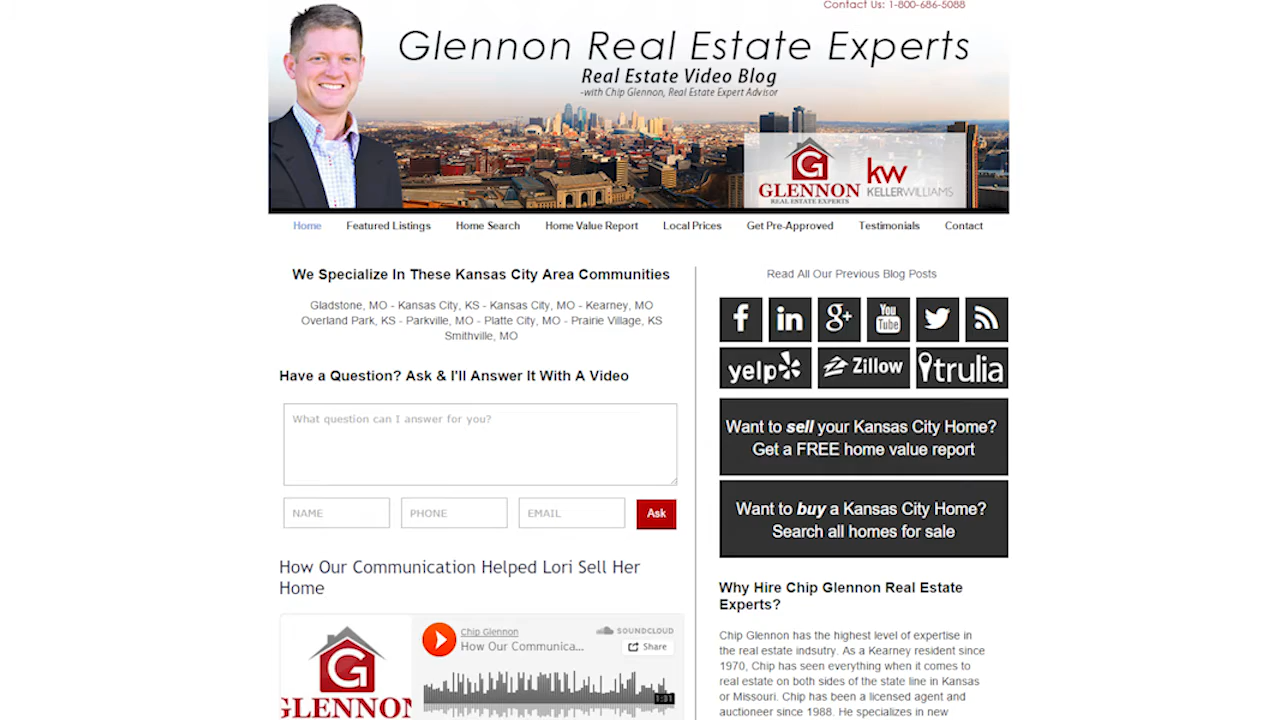 Contact Us: 1-800-686-5088
Glennon Real Estate Experts
Real Estate Video Blog
-with Chip Glennon, Real Estate Expert Advisor
G
GLENNON
REAL ESTATE EXPERTS
kw
KELLERWILLIAMS
Home Featured Listings Home Search Home Value Report Local Prices Get Pre-Approved Testimonials Contact
We Specialize In These Kansas City Area Communities
Gladstone, MO - Kansas City, KS - Kansas City, MO - Kearney, MO
Overland Park, KS - Parkville, MO - Platte City, MO - Prairie Village, KS
Smithville, MO
Have a Question? Ask & I'll Answer It With A Video
What question can I answer for you?
NAME PHONE EMAIL Ask
How Our Communication Helped Lori Sell Her
Home
G
GLENNON
Chip Glennon
SOUNDCLOUD
How Our Communica...
Share
Read All Our Previous Blog Posts
f in g+ You Tube
yelp Zillow trulia
Want to sell your Kansas City Home?
Get a FREE home value report
Want to buy a Kansas City Home?
Search all homes for sale
Why Hire Chip Glennon Real Estate
Experts?
Chip Glennon has the highest level of expertise in
the real estate indsutry. As a Kearney resident since
1970, Chip has seen everything when it comes to
real estate on both sides of the state line in Kansas
or Missouri. Chip has been a licensed agent and
auctioneer since 1988. He specializes in new